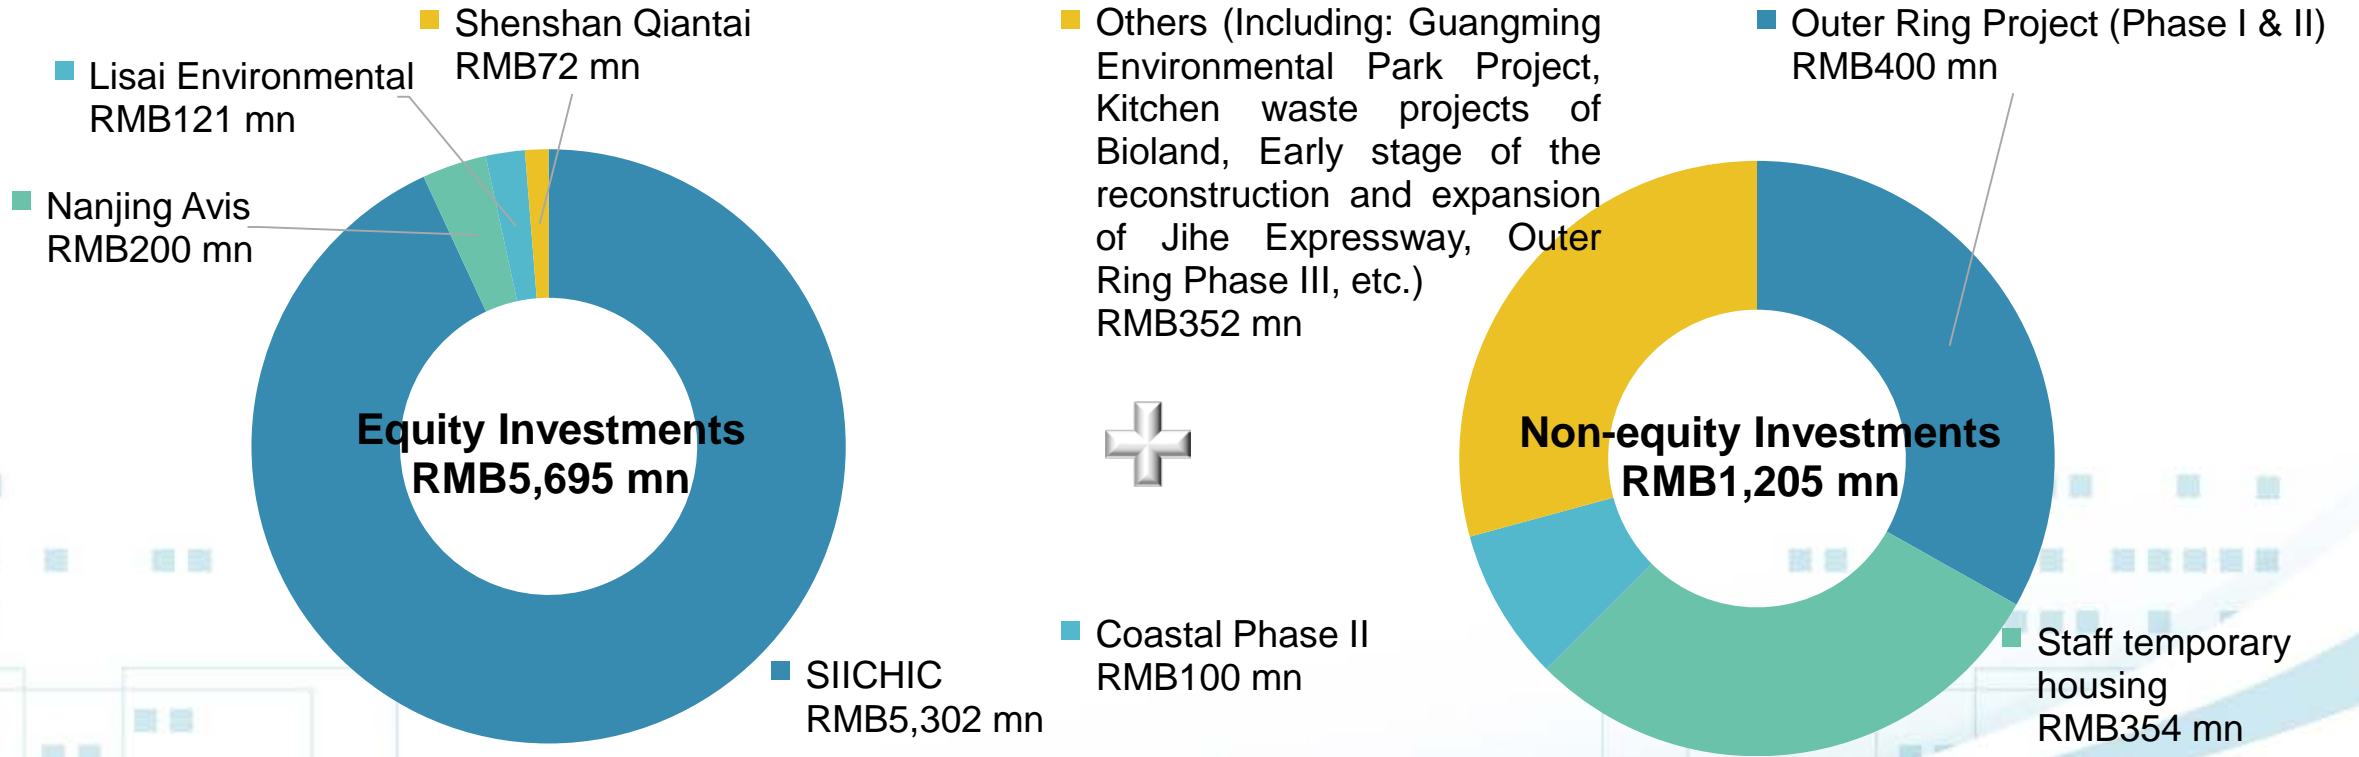 Shenshan Qiantai
RMB72 mn
Lisai Environmental
RMB121 mn
Nanjing Avis
RMB200 mn
Equity Investments
RMB5,695 mn
SIICHIC
RMB5,302 mn
Others (Including: Guangming
Environmental Park Project,
Kitchen waste projects of
Bioland, Early stage of the
reconstruction and expansion
of Jihe Expressway, Outer
Ring Phase III, etc.)
RMB352 mn
Outer Ring Project (Phase I & II)
RMB400 mn
Non-equity Investments
RMB1,205 mn
Coastal Phase II
RMB100 mn
Staff temporary
housing
RMB354 mn